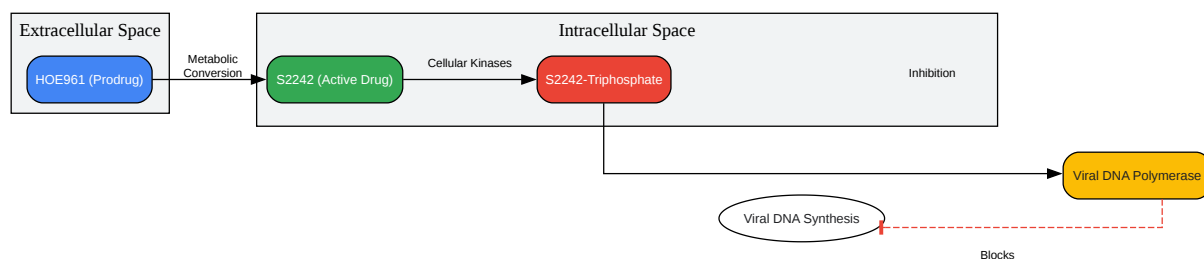 Extracellular Space
Intracellular Space
HOE961 (Prodrug)
Metabolic
Conversion
S2242 (Active Drug)
Cellular Kinases
S2242-Triphosphate
Inhibition
Viral DNA Polymerase
Viral DNA Synthesis
Blocks